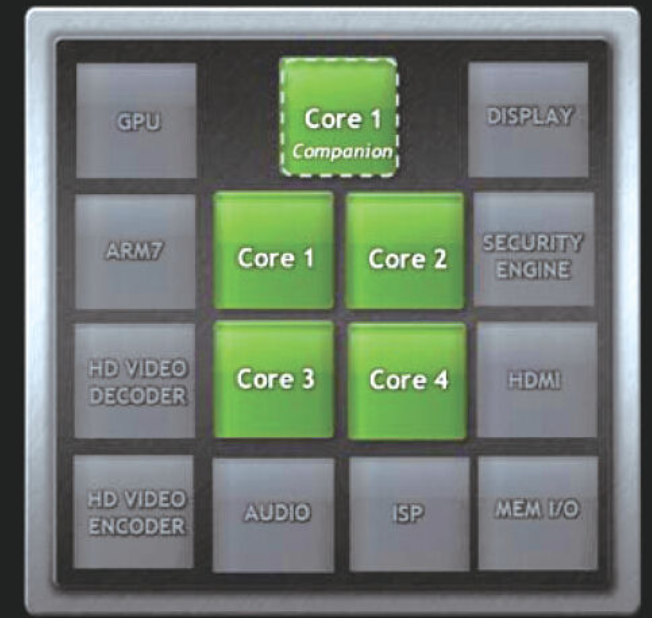 GPU
Core 1
Companion
DISPLAY
ARM7
Core 1
Core 2
SECURITY
ENGINE
HD VIDEO
DECODER
Core 3
Core 4
HDMI
HD VIDEO
ENCODER
AUDIO
ISP
MEM I/O